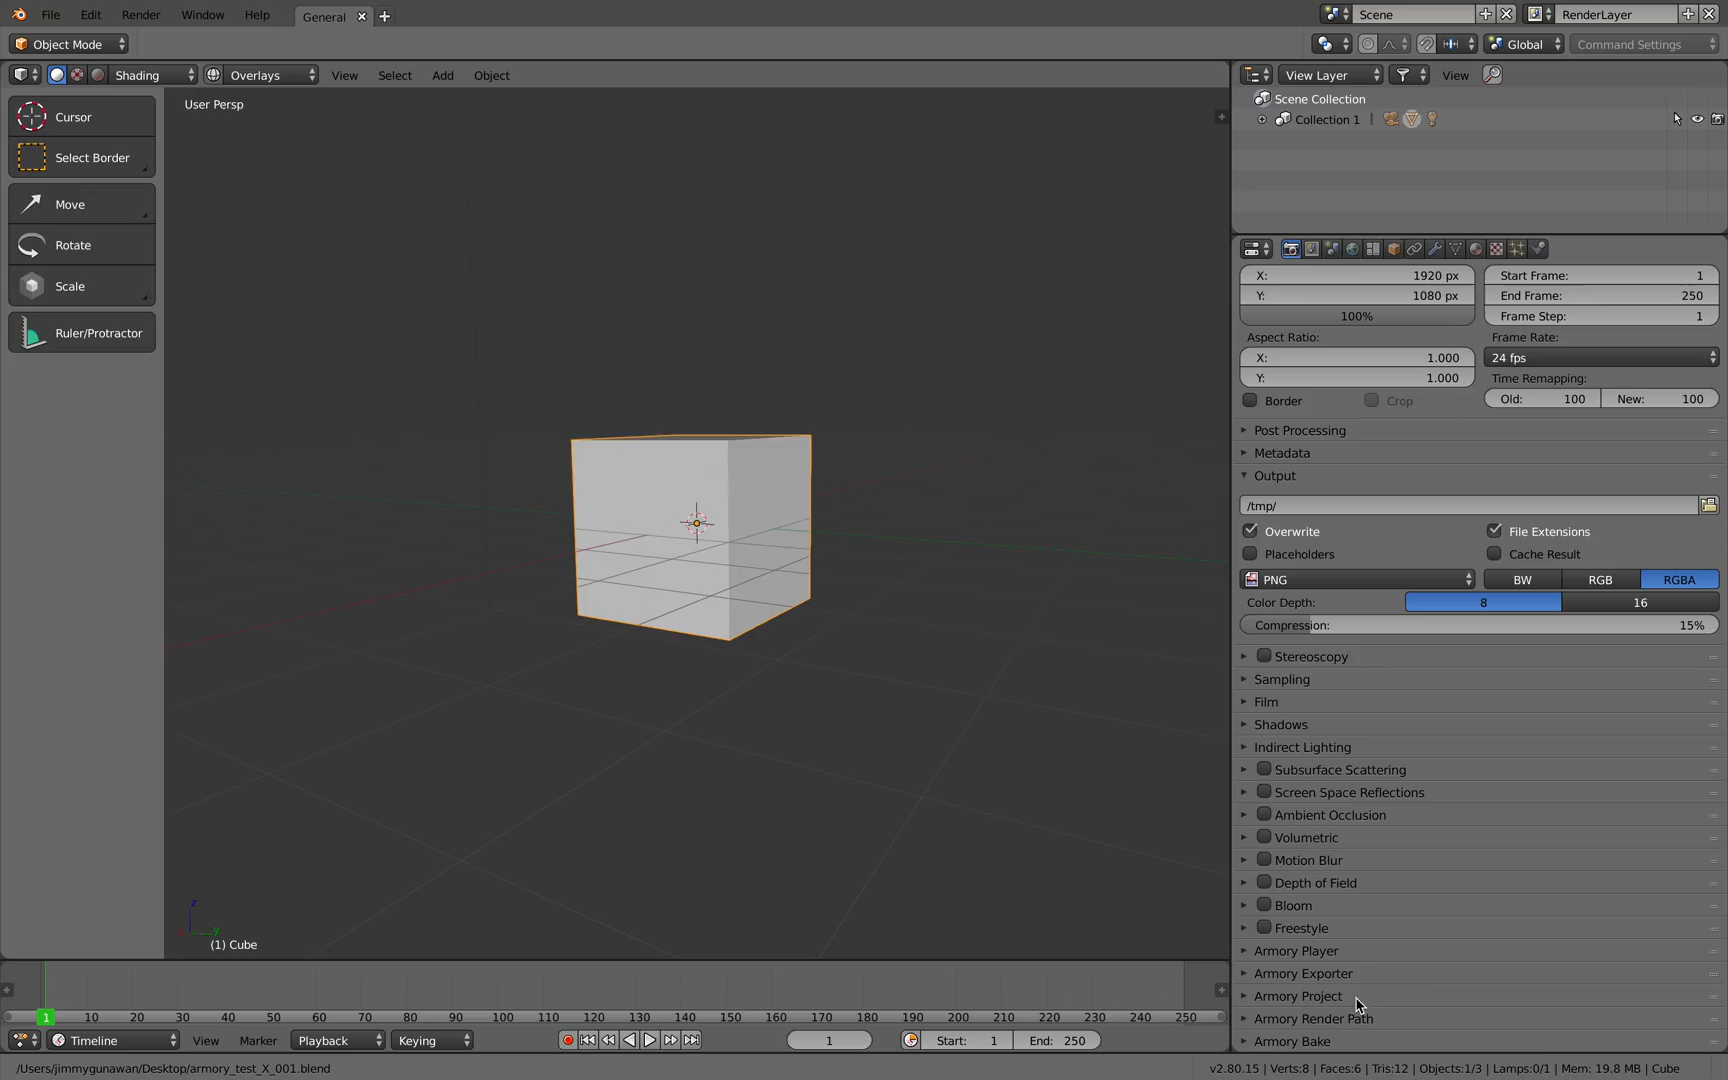 File Edit Render Window Help General Scene RenderLayer
Object Mode Global Command Settings
Shading Overlays View Select Add Object View Layer View
User Persp
Cursor
Select Border
Move
Rotate
Scale
Ruler/Protractor
(1) Cube
z
y
Scene Collection
Collection 1
X: 1920 px Start Frame: 1
Y: 1080 px End Frame: 250
100% Frame Step: 1
Aspect Ratio: Frame Rate:
X: 1.000 24 fps
Y: 1.000 Time Remapping:
Border Crop Old: 100 New: 100
Post Processing
Metadata
Output
/tmp/
Overwrite File Extensions
Placeholders Cache Result
PNG BW RGB RGBA
Color Depth: 8 16
Compression: 15%
Stereoscopy
Sampling
Film
Shadows
Indirect Lighting
Subsurface Scattering
Screen Space Reflections
Ambient Occlusion
Volumetric
Motion Blur
Depth of Field
Bloom
Freestyle
Armory Player
Armory Exporter
Armory Project
Armory Render Path
Armory Bake
1 10 20 30 40 50 60 70 80 90 100 110 120 130 140 150 160 170 180 190 200 210 220 230 240 250
Timeline View Marker Playback Keying 1 Start: 1 End: 250
/Users/jimmygunawan/Desktop/armory_test_X_001.blend v2.80.15 | Verts:8 | Faces:6 | Tris:12 | Objects:1/3 | Lamps:0/1 | Mem: 19.8 MB | Cube